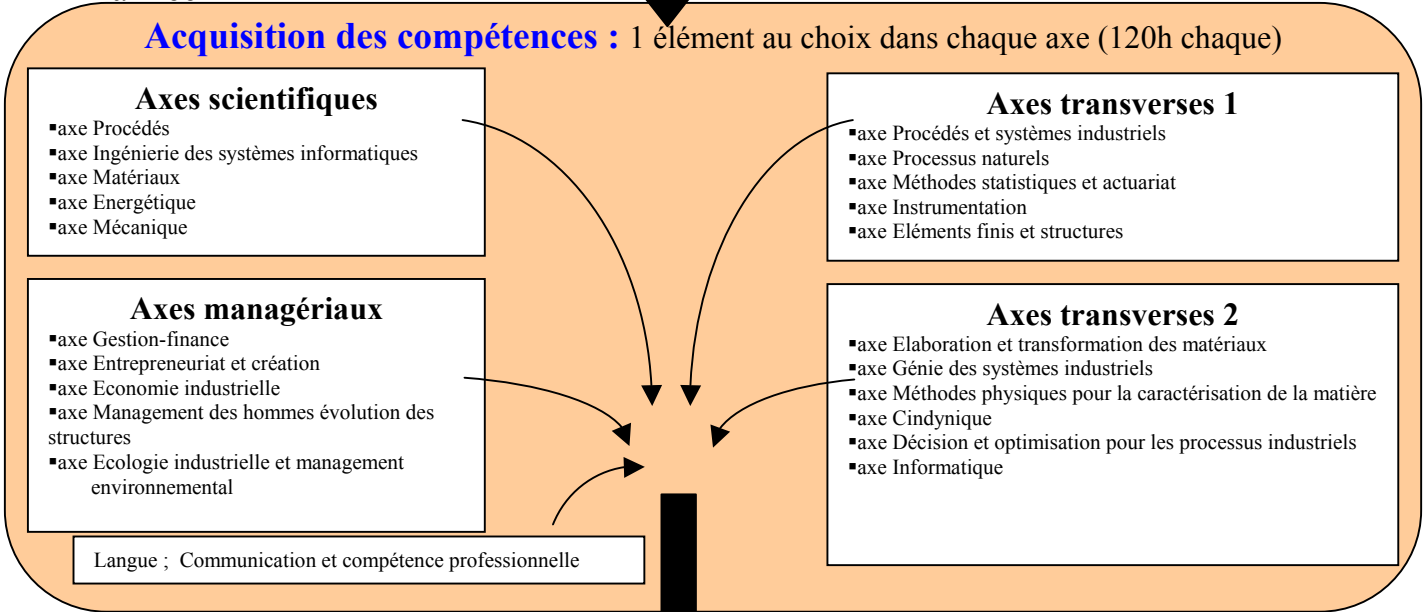 Acquisition des compétences : 1 élément au choix dans chaque axe (120h chaque)
Axes scientifiques
▪axe Procédés
▪axe Ingénierie des systèmes informatiques
▪axe Matériaux
▪axe Energétique
▪axe Mécanique
Axes transverses 1
▪axe Procédés et systèmes industriels
▪axe Processus naturels
▪axe Méthodes statistiques et actuariat
▪axe Instrumentation
▪axe Eléments finis et structures
Axes managériaux
▪axe Gestion-finance
▪axe Entrepreneuriat et création
▪axe Economie industrielle
▪axe Management des hommes évolution des
structures
▪axe Ecologie industrielle et management
environnemental
Axes transverses 2
▪axe Elaboration et transformation des matériaux
▪axe Génie des systèmes industriels
▪axe Méthodes physiques pour la caractérisation de la matière
▪axe Cindynique
▪axe Décision et optimisation pour les processus industriels
▪axe Informatique
Langue ; Communication et compétence professionnelle